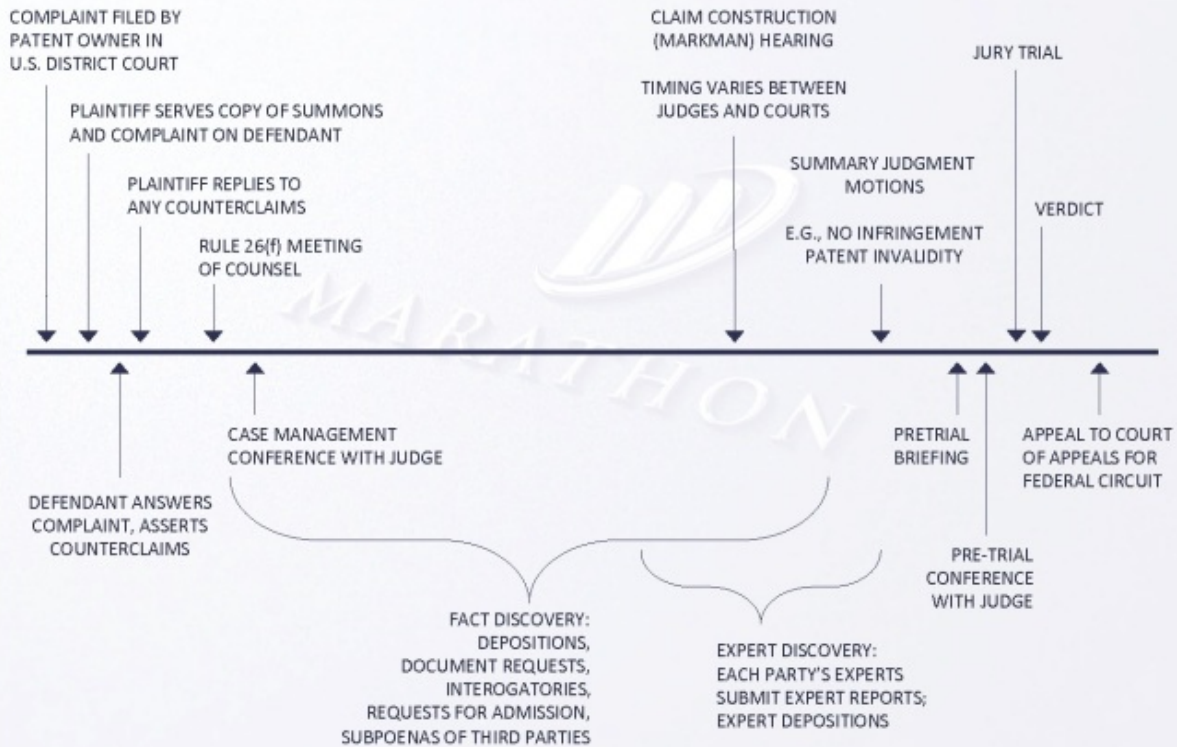 COMPLAINT FILED BY
PATENT OWNER IN
U.S. DISTRICT COURT
PLAINTIFF SERVES COPY OF SUMMONS
AND COMPLAINT ON DEFENDANT
PLAINTIFF REPLIES TO
ANY COUNTERCLAIMS
RULE 26(f) MEETING
OF COUNSEL
CLAIM CONSTRUCTION
(MARKMAN) HEARING
TIMING VARIES BETWEEN
JUDGES AND COURTS
SUMMARY JUDGMENT
MOTIONS
E.G., NO INFRINGEMENT
PATENT INVALIDITY
JURY TRIAL
VERDICT
MARATHON
DEFENDANT ANSWERS
COMPLAINT, ASSERTS
COUNTERCLAIMS
CASE MANAGEMENT
CONFERENCE WITH JUDGE
FACT DISCOVERY:
DEPOSITIONS,
DOCUMENT REQUESTS,
INTEROGATORIES,
REQUESTS FOR ADMISSION,
SUBPOENAS OF THIRD PARTIES
EXPERT DISCOVERY:
EACH PARTY'S EXPERTS
SUBMIT EXPERT REPORTS;
EXPERT DEPOSITIONS
PRETRIAL
BRIEFING
PRE-TRIAL
CONFERENCE
WITH JUDGE
APPEAL TO COURT
OF APPEALS FOR
FEDERAL CIRCUIT